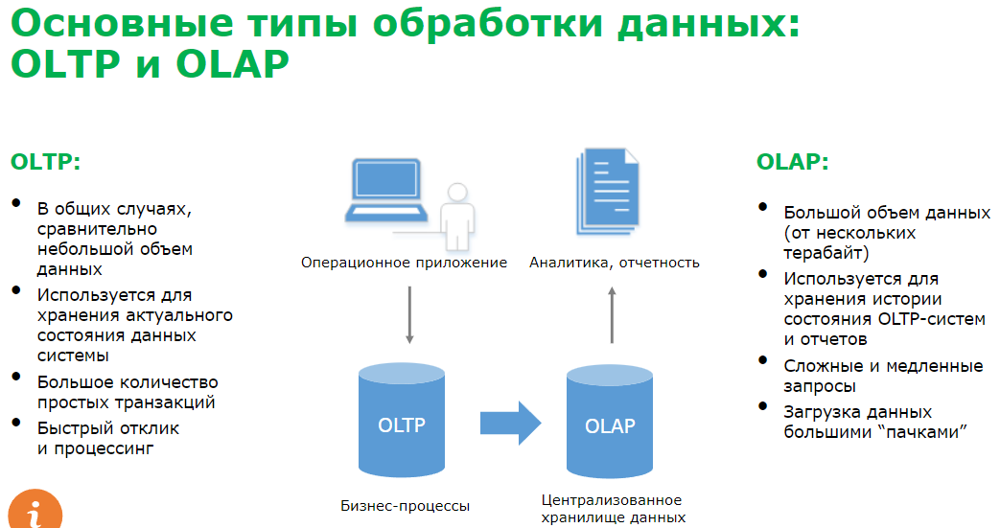 Основные типы обработки данных:
OLTP и OLAP
OLTP:
• В общих случаях,
сравнительно
небольшой объем
данных
• Используется для
хранения актуального
состояния данных
системы
• Большое количество
простых транзакций
• Быстрый отклик
и процессинг
Операционное приложение
Аналитика, отчетность
OLTP
OLAP
Бизнес-процессы
Централизованное
хранилище данных
OLAP:
• Большой объем данных
(от нескольких
терабайт)
• Используется для
хранения истории
состояния OLTP-систем
и отчетов
• Сложные и медленные
запросы
• Загрузка данных
большими “пачками”
i